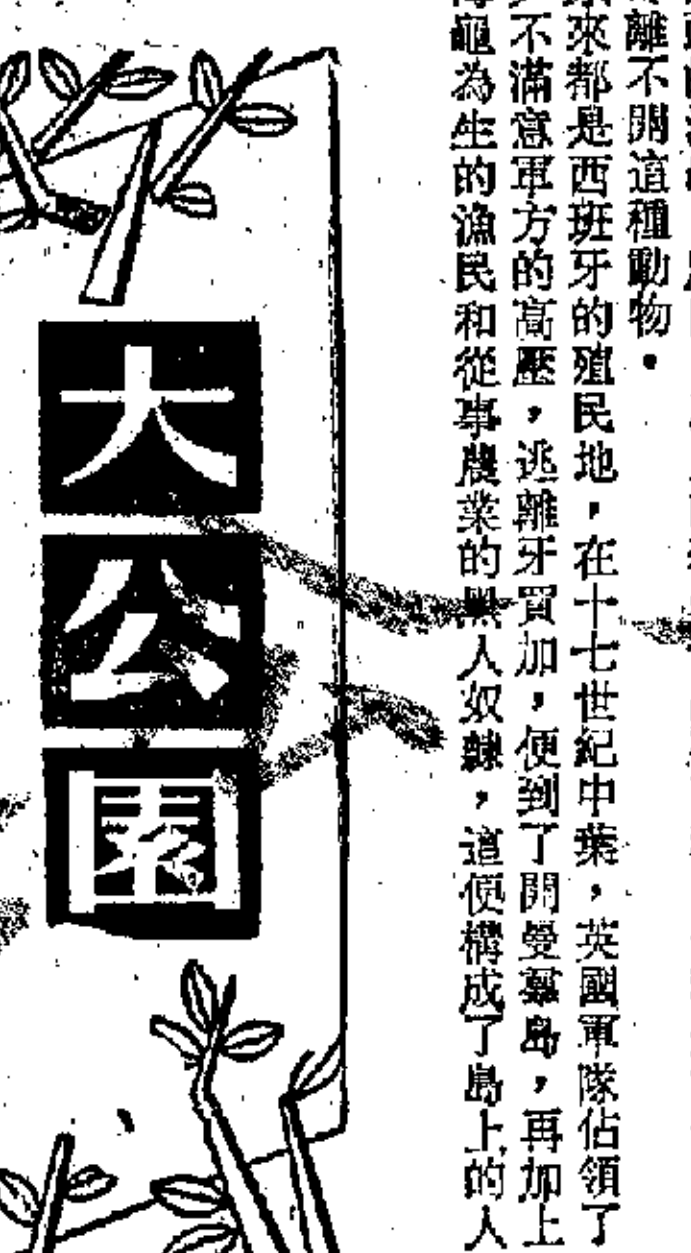 離不開這種動物。
來都是西班牙的殖民地，在十七世紀中葉，英國軍隊佔領了
不滿意軍方的高壓，逃離牙買加，便到了開曼羣島，再加上
龜為生的漁民和從事農業的黑人奴隸，這便構成了島上的人
大公園